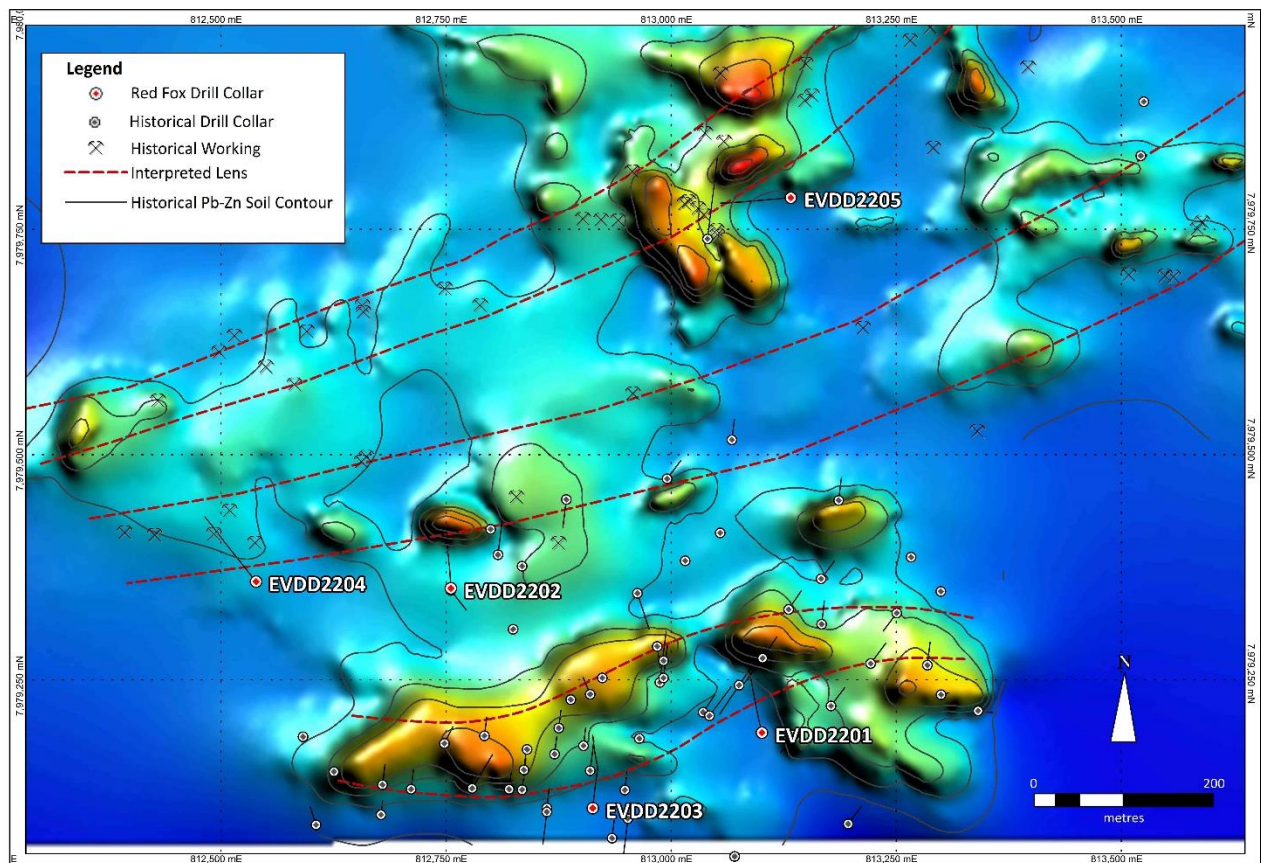 812,500 mE 812,750 mE 813,000 mE 813,250 mE 813,500 mE
Legend
Red Fox Drill Collar
Historical Drill Collar
Historical Working
Interpreted Lens
Historical Pb-Zn Soil Contour
EVDD2205
7,979,750 mN
7,979,750 mN
7,979,500 mN
7,979,500 mN
EVDD2204
EVDD2202
7,979,250 mN
7,979,250 mN
N
EVDD2201
EVDD2203
0 200
metres
812,500 mE 812,750 mE 813,000 mE 813,250 mE 813,500 mE